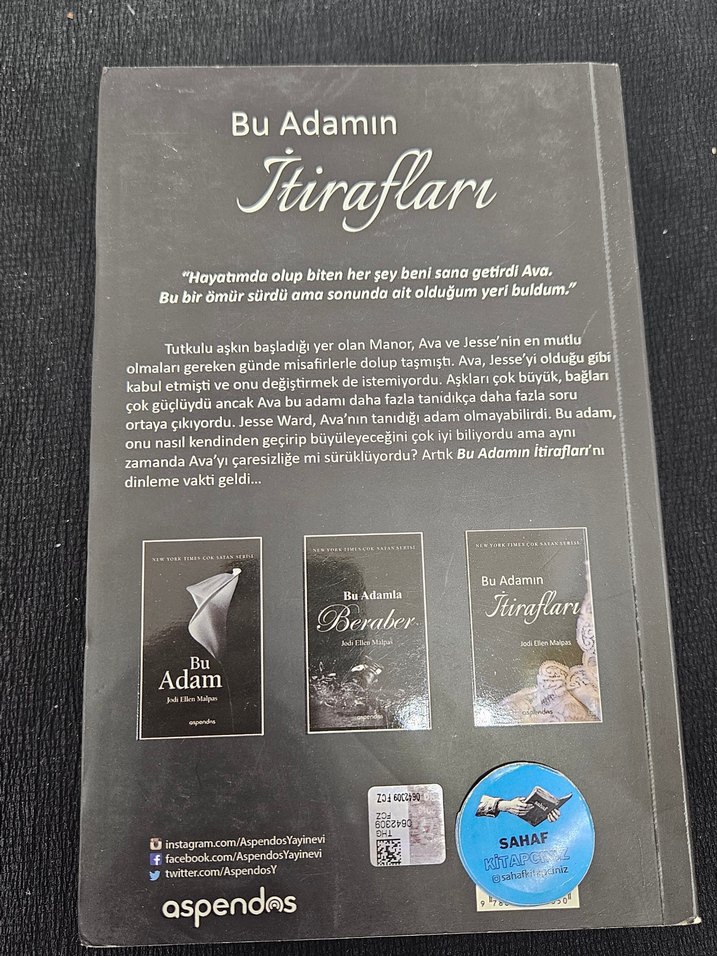 Bu Adamın
İtirafları
"Hayatımda olup biten her şey beni sana getirdi Ava.
Bu bir ömür sürdü ama sonunda ait olduğum yeri buldum."
Tutkulu aşkın başladığı yer olan Manor, Ava ve Jesse'nin en mutlu
olmaları gereken günde misafirlerle dolup taşmıştı. Ava, Jesse'yi olduğu gibi
kabul etmişti ve onu değiştirmek de istemiyordu. Aşkları çok büyük, bağları
çok güçlüydü ancak Ava bu adamı daha fazla tanıdıkça daha fazla soru
ortaya çıkıyordu. Jesse Ward, Ava'nın tanıdığı adam olmayabilirdi. Bu adam,
onu nasıl kendinden geçirip büyüleyeceğini çok iyi biliyordu ama aynı
zamanda Ava'yı çaresizliğe mi sürüklüyordu? Artık Bu Adamın İtirafları'nı
dinleme vakti geldi...
NEW YORK TIMES ÇOK SATAN SERİSİ
Bu
Adam
Jodi Ellen Malpas
aspendos
NEW YORK TIMES ÇOK SATAN SERİSİ
Bu Adamla
Beraber
Jodi Ellen Malpas
aspendos
NEW YORK TIMES ÇOK SATAN SERİSİ
Bu Adamın
İtirafları
Jodi Ellen Malpas
aspendos
0642309 FCZ
THG
0642309
FCZ
instagram.com/AspendosYayinevi
facebook.com/AspendosYayinevi
twitter.com/AspendosY
aspendos
sahaf
SAHAF
KİTAPCINIZ
@sahafkitapciniz